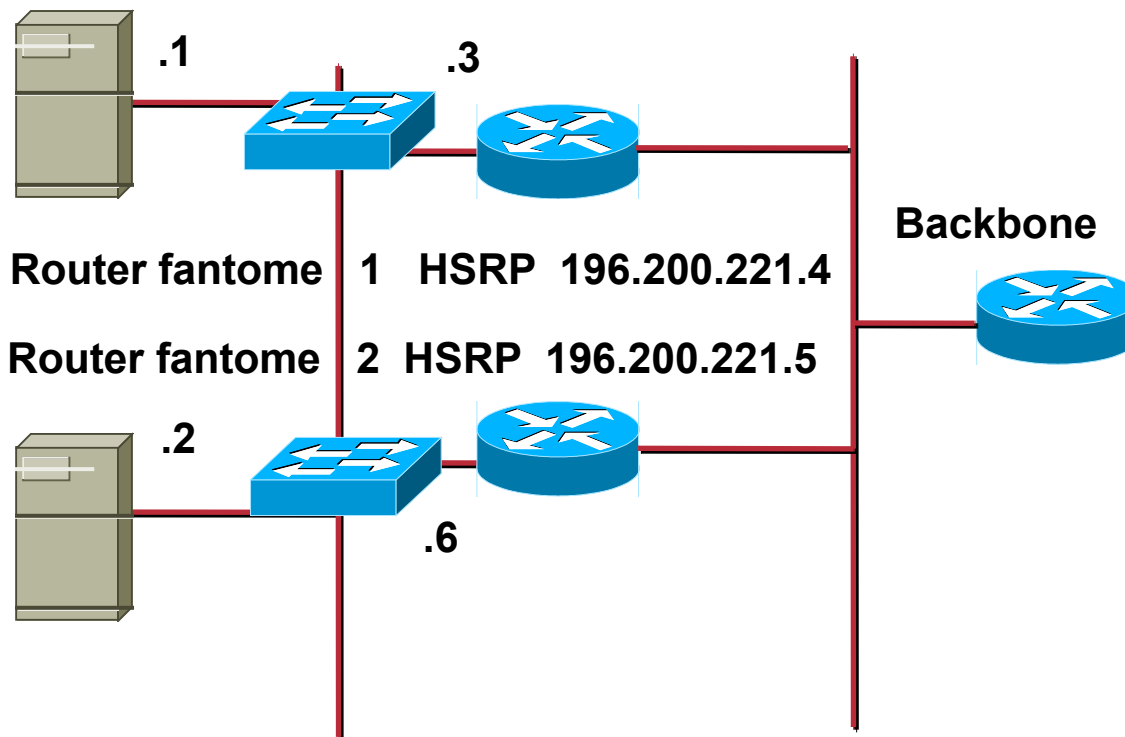 .1
.3
Backbone
Router fantome 1 HSRP 196.200.221.4
Router fantome 2 HSRP 196.200.221.5
.2
.6